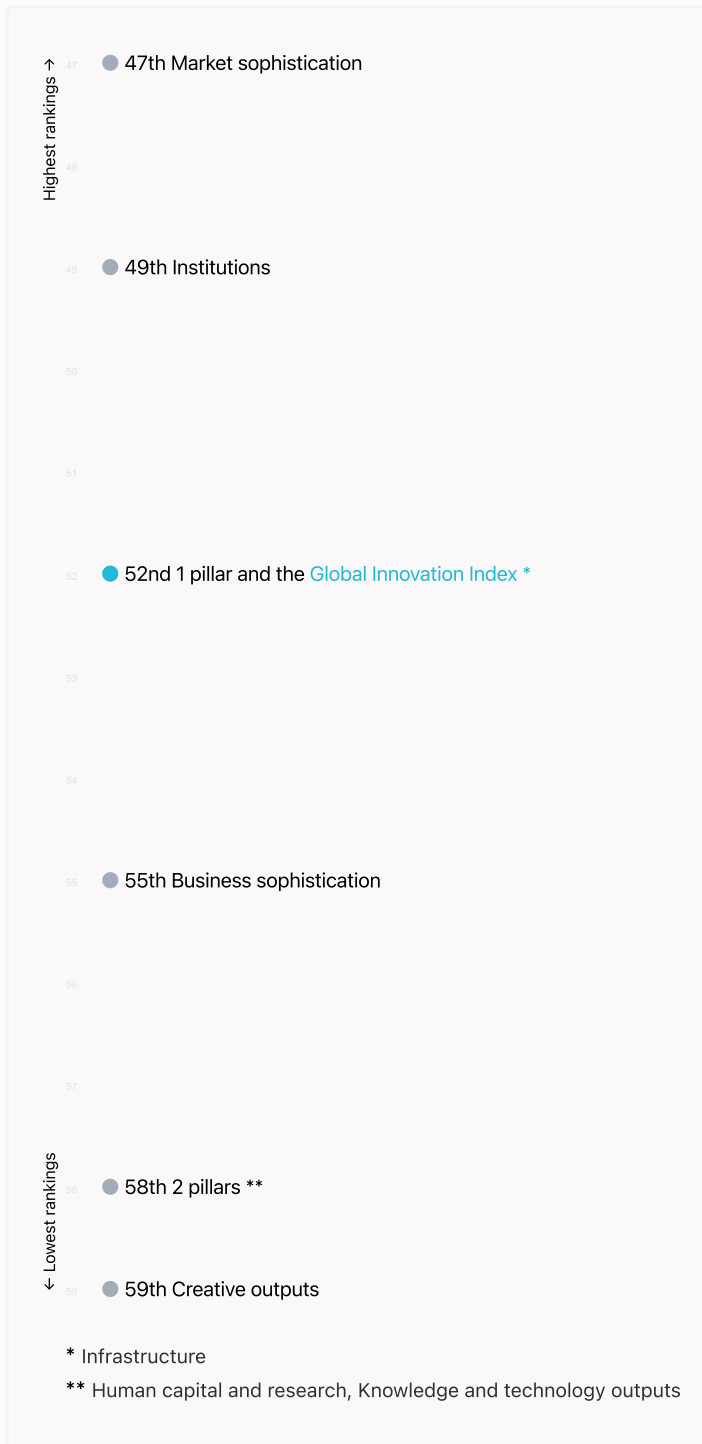 Highest rankings →
47
47th Market sophistication
48
49
49th Institutions
50
51
52
52nd 1 pillar and the Global Innovation Index *
53
54
55
55th Business sophistication
56
57
← Lowest rankings
58
58th 2 pillars **
59
59th Creative outputs
* Infrastructure
** Human capital and research, Knowledge and technology outputs